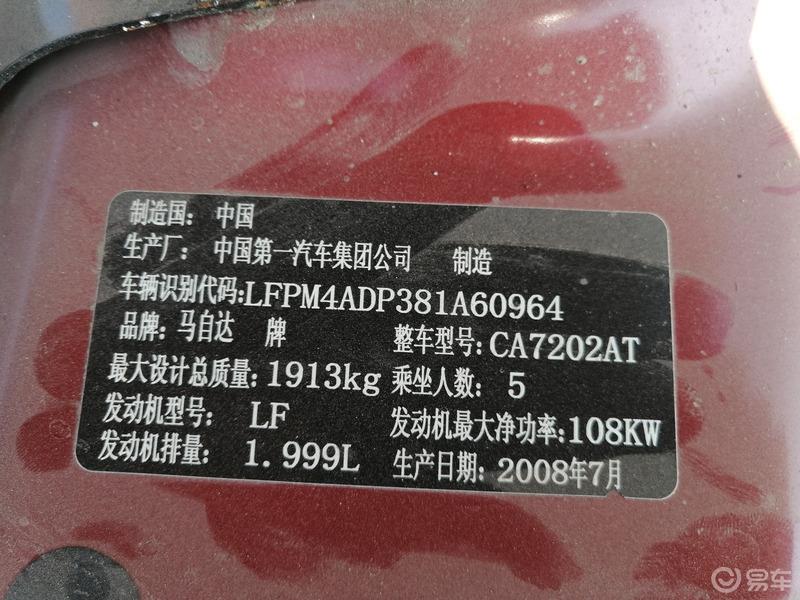 制造国: 中国
生产厂: 中国第一汽车集团公司 制造
车辆识别代码:LFPM4ADP381A60964
品牌: 马自达 牌 整车型号: CA7202AT
最大设计总质量: 1913kg 乘坐人数: 5
发动机型号: LF 发动机最大净功率: 108KW
发动机排量: 1.999L 生产日期: 2008年7月
易车